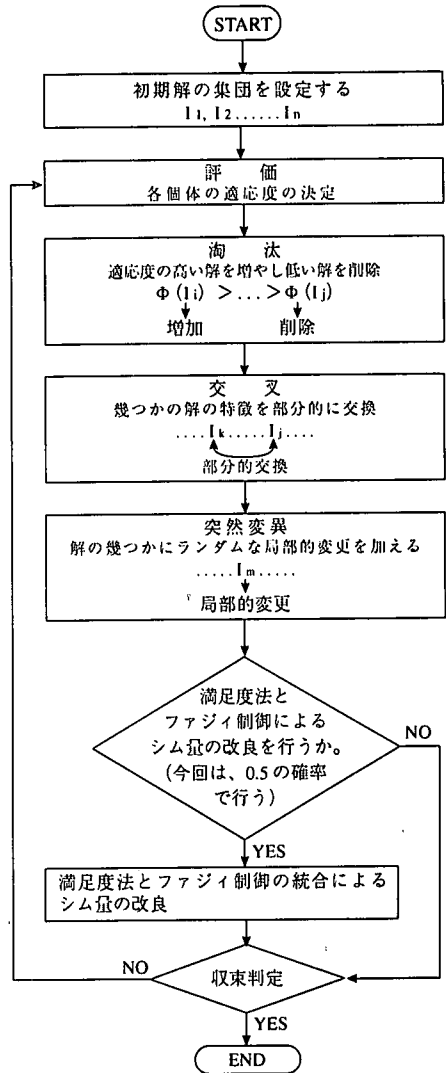 START
初期解の集団を設定する
I1, I2......In
評 価
各個体の適応度の決定
淘 汰
適応度の高い解を増やし低い解を削除
Φ (Ii) >...>Φ (Ij)
増加 削除
交 叉
幾つかの解の特徴を部分的に交換
....Ik.....Ij....
部分的交換
突然変異
解の幾つかにランダムな局部的変更を加える
.....Im.....
局部的変更
満足度法と
ファジィ制御による
シム量の改良を行うか。
(今回は、0.5の確率
で行う)
NO
YES
満足度法とファジィ制御の統合による
シム量の改良
NO
収束判定
YES
END